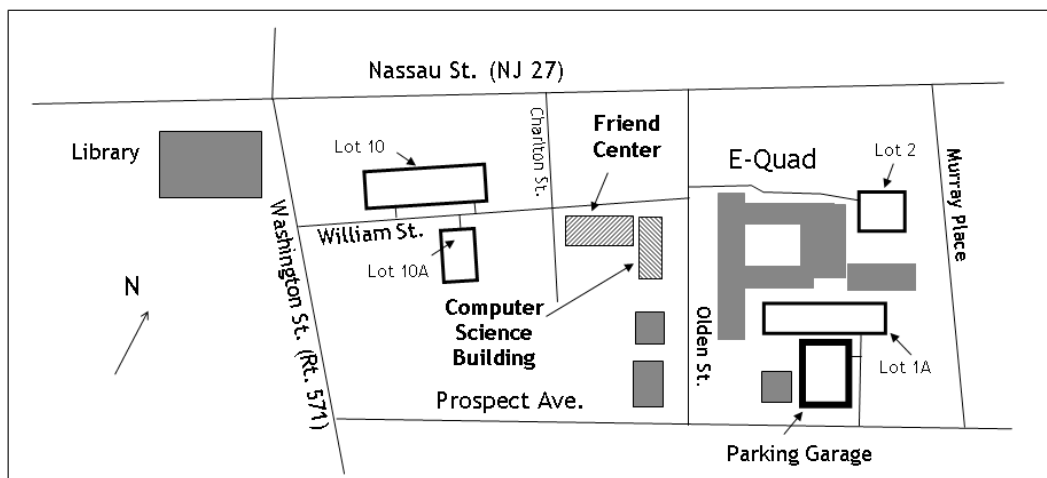 Nassau St. (NJ 27)
Library
Lot 10
Charlton St.
Friend
Center
E-Quad
Lot 2
Murray Place
Washington St. (Rt. 571)
William St.
Lot 10A
N
Computer
Science
Building
Olden St.
Lot 1A
Prospect Ave.
Parking Garage